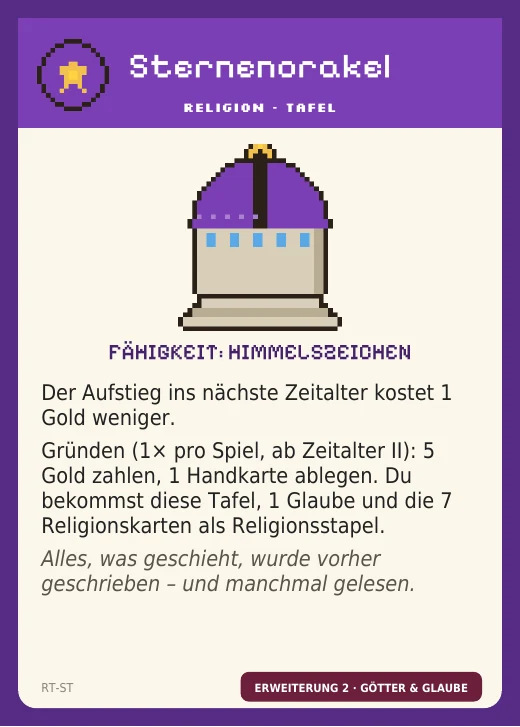 Sternenorakel
RELIGION · TAFEL
FÄHIGKEIT: HIMMELSZEICHEN
Der Aufstieg ins nächste Zeitalter kostet 1
Gold weniger.
Gründen (1× pro Spiel, ab Zeitalter II): 5
Gold zahlen, 1 Handkarte ablegen. Du
bekommst diese Tafel, 1 Glaube und die 7
Religionskarten als Religionsstapel.
Alles, was geschieht, wurde vorher
geschrieben – und manchmal gelesen.
RT-ST
ERWEITERUNG 2 · GÖTTER & GLAUBE